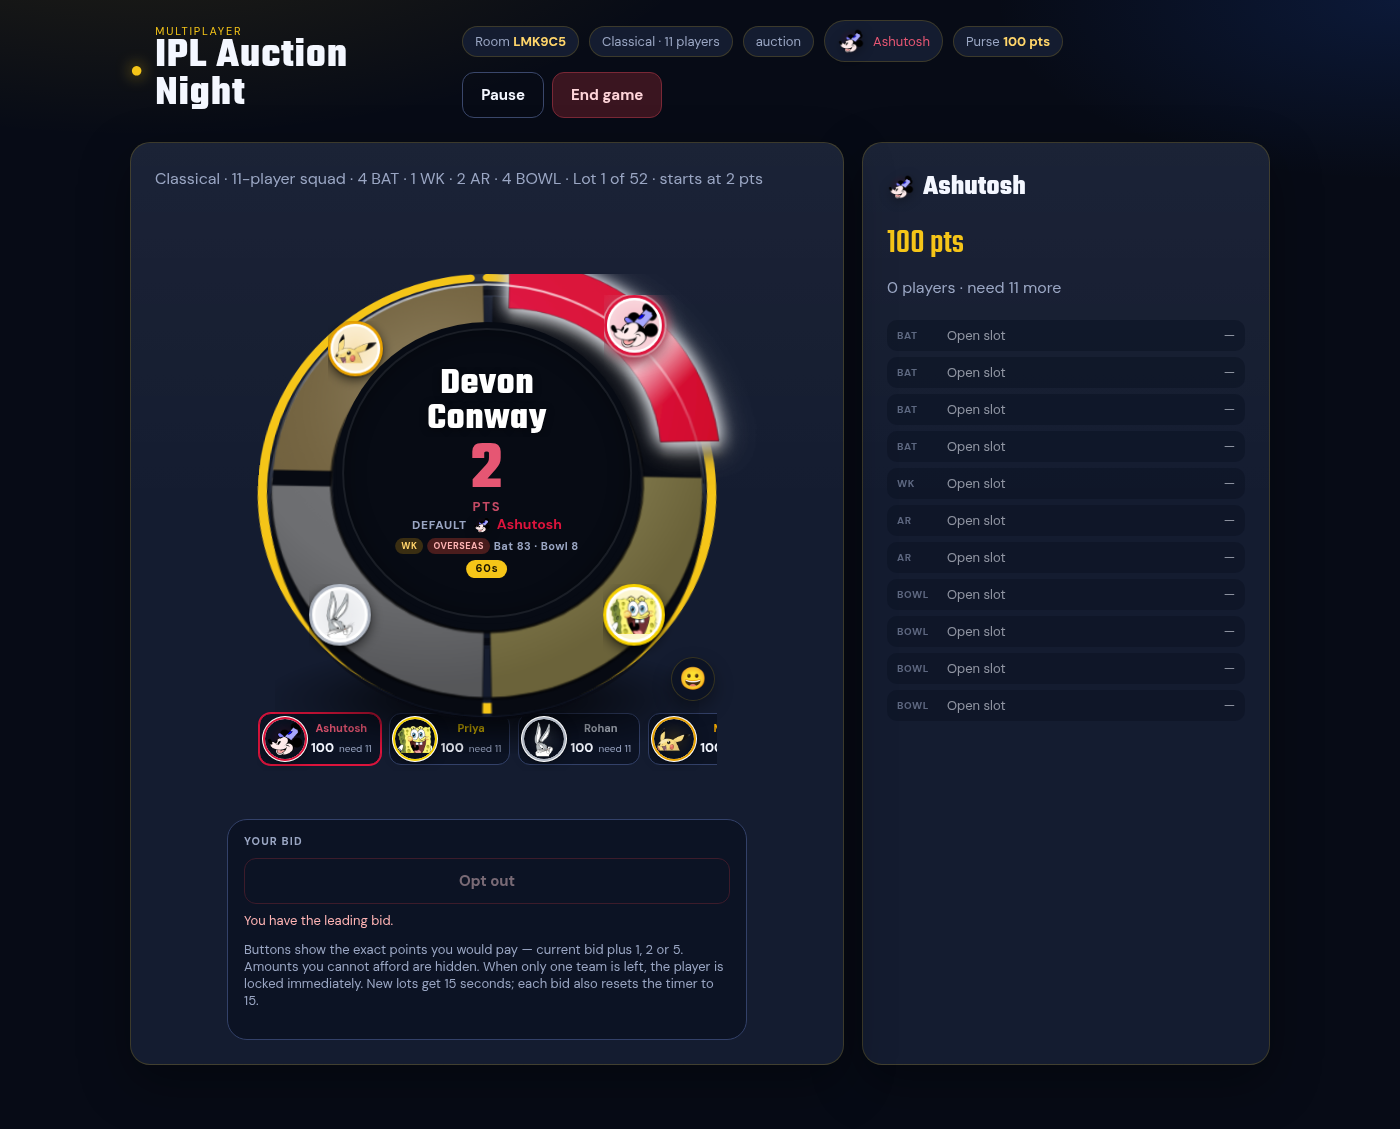 MULTIPLAYER
IPL Auction
Night
Room LMK9C5
Classical · 11 players
auction
Ashutosh
Purse 100 pts
Pause
End game
Classical · 11-player squad · 4 BAT · 1 WK · 2 AR · 4 BOWL · Lot 1 of 52 · starts at 2 pts
Devon
Conway
2
PTS
DEFAULT Ashutosh
WK OVERSEAS Bat 83 · Bowl 8
60s
Ashutosh
100 need 11
Priya
100 need 11
Rohan
100 need 11
YOUR BID
Opt out
You have the leading bid.
Buttons show the exact points you would pay — current bid plus 1, 2 or 5.
Amounts you cannot afford are hidden. When only one team is left, the player is
locked immediately. New lots get 15 seconds; each bid also resets the timer to
15.
Ashutosh
100 pts
0 players · need 11 more
BAT Open slot —
BAT Open slot —
BAT Open slot —
BAT Open slot —
WK Open slot —
AR Open slot —
AR Open slot —
BOWL Open slot —
BOWL Open slot —
BOWL Open slot —
BOWL Open slot —